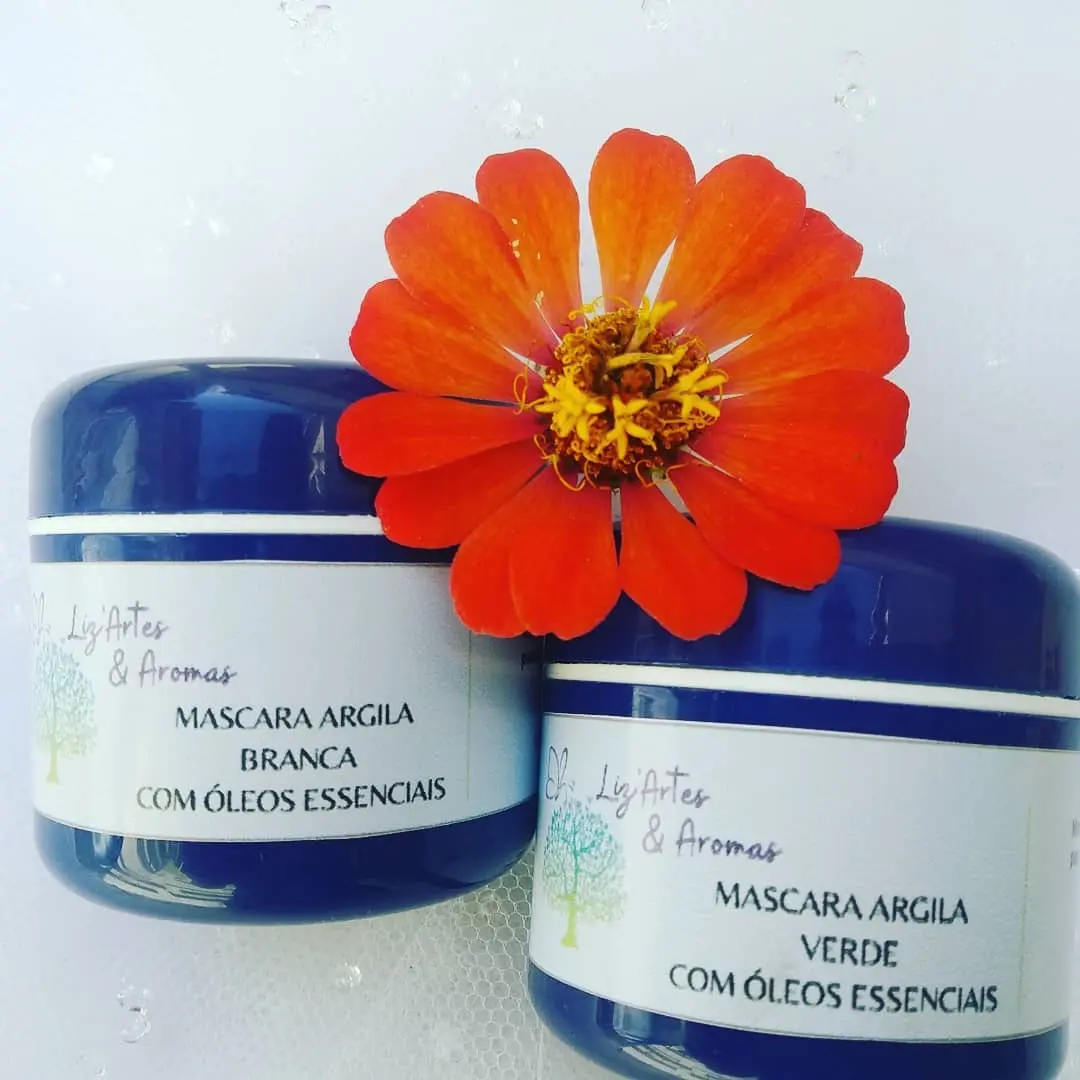 Liz'Artes
& Aromas
MASCARA ARGILA
BRANCA
COM ÓLEOS ESSENCIAIS
Liz'Artes
& Aromas
MASCARA ARGILA
VERDE
COM ÓLEOS ESSENCIAIS